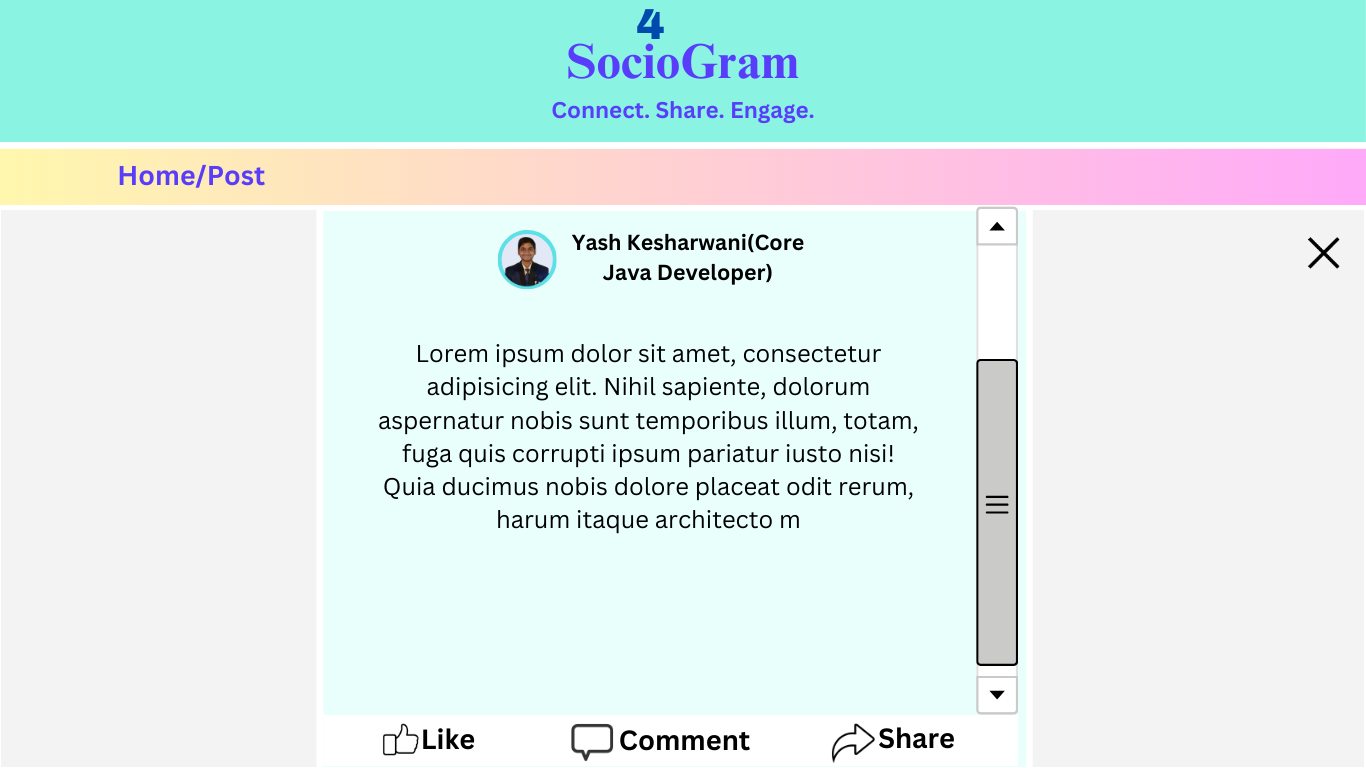 4
SocioGram
Connect. Share. Engage.
Home/Post
Yash Kesharwani(Core
Java Developer)
Lorem ipsum dolor sit amet, consectetur
adipisicing elit. Nihil sapiente, dolorum
aspernatur nobis sunt temporibus illum, totam,
fuga quis corrupti ipsum pariatur iusto nisi!
Quia ducimus nobis dolore placeat odit rerum,
harum itaque architecto m
Like
Comment
Share